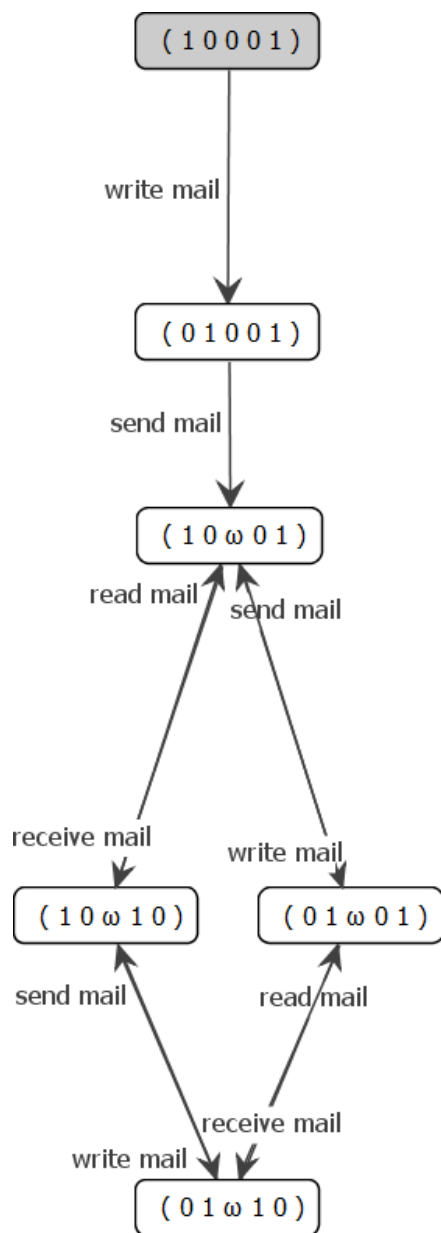 ( 1 0 0 0 1 )
write mail
( 0 1 0 0 1 )
send mail
( 1 0 ω 0 1 )
read mail
send mail
receive mail
write mail
( 1 0 ω 1 0 )
( 0 1 ω 0 1 )
send mail
read mail
receive mail
write mail
( 0 1 ω 1 0 )